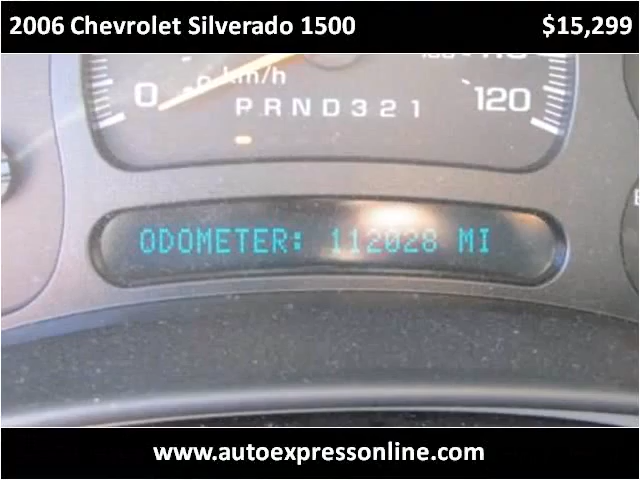 2006 Chevrolet Silverado 1500 $15,299
km/h
0 120
PRND321
ODOMETER: 112028 MI
www.autoexpressonline.com